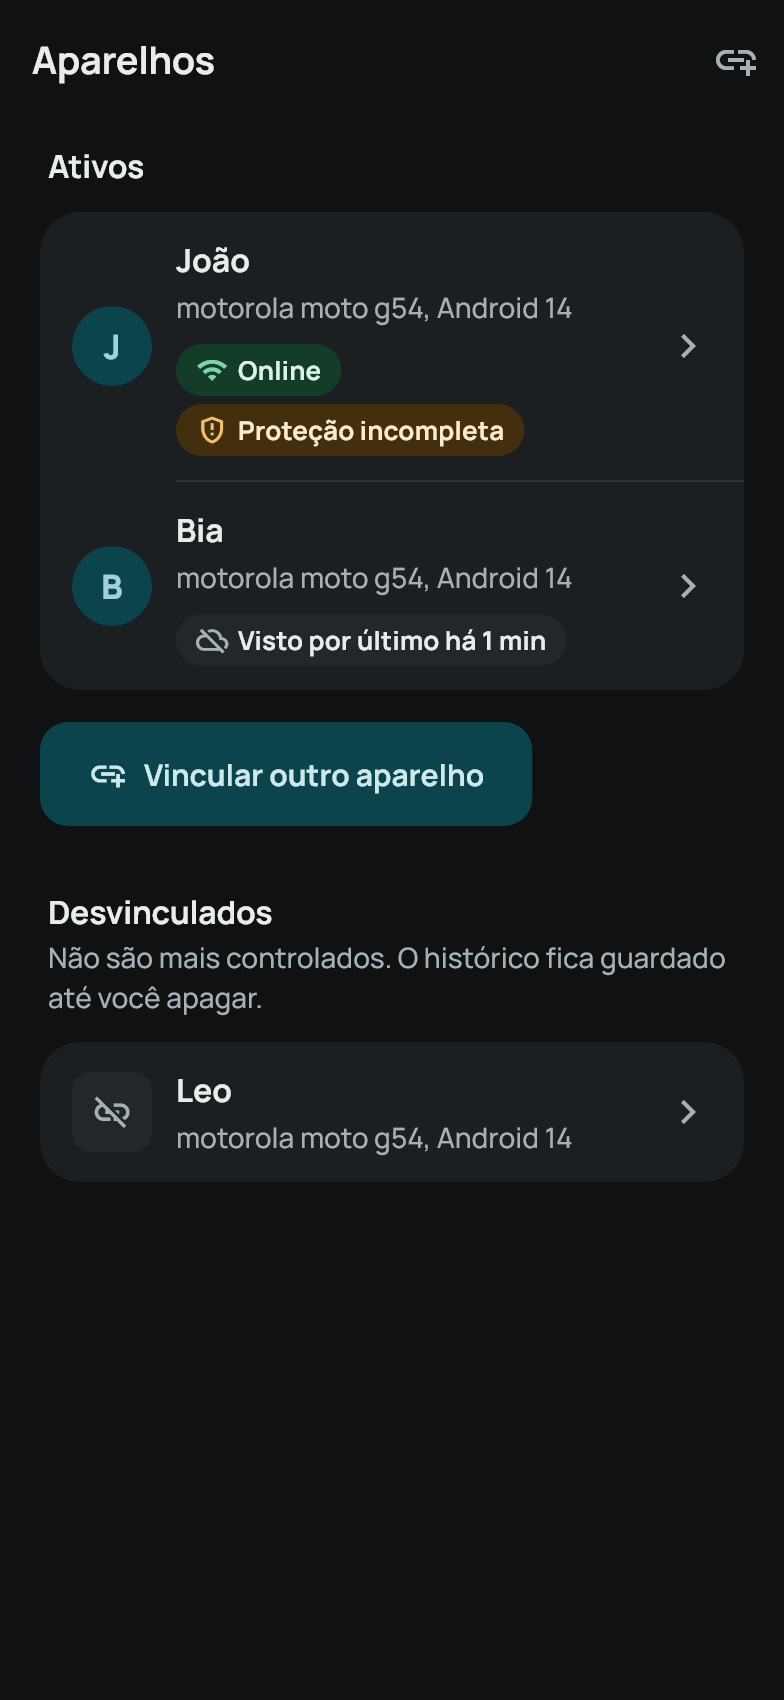 Aparelhos
Ativos
João
motorola moto g54, Android 14
J
Online
Proteção incompleta
Bia
motorola moto g54, Android 14
B
Visto por último há 1 min
Vincular outro aparelho
Desvinculados
Não são mais controlados. O histórico fica guardado
até você apagar.
Leo
motorola moto g54, Android 14